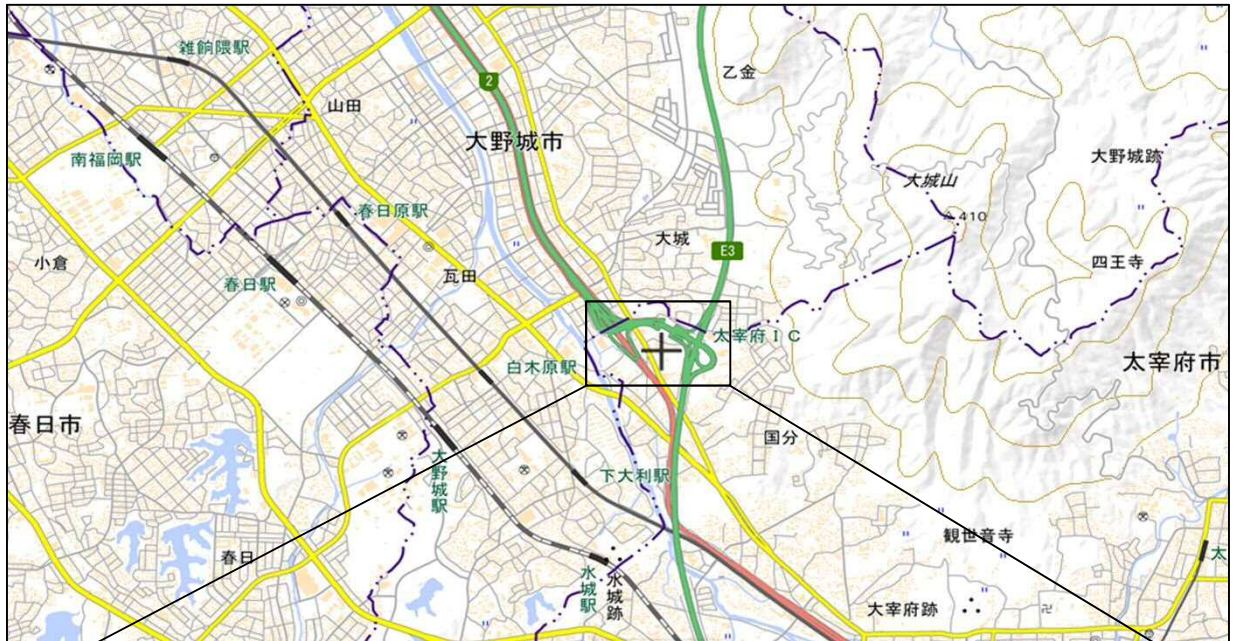 雑餉隈駅
乙金
2
山田
大野城市
南福岡駅
大野城跡
大城山
春日原駅
410
大城
E3
小倉
四王寺
瓦田
春日駅
太宰府IC
白木原駅
太宰府市
春日市
国分
大野城駅
下大利駅
観世音寺
春日
太
水城駅
水城跡
大宰府跡